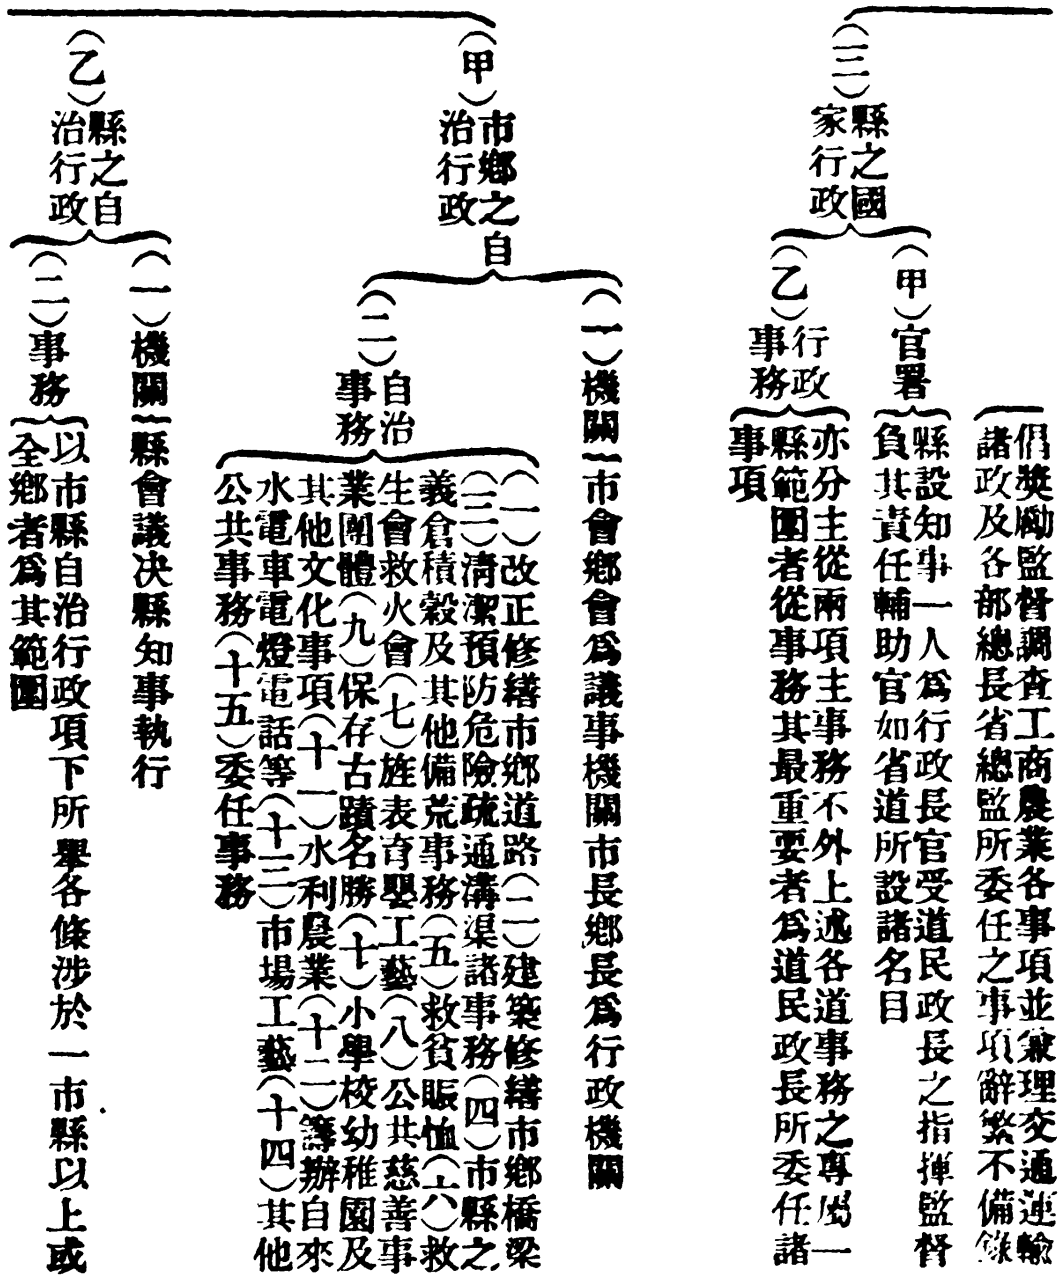 倡獎勵監督調查工商農業各事項並兼理交通運輸
諸政及各部總長省總監所委任之事項辭繁不備錄
(三)縣之國
家行政
(甲)官署
縣設知事一人爲行政長官受道民政長之指揮監督
負其責任輔助官如省道所設諸名目
(乙)行政
事務
亦分主從兩項主事務不外上述各道事務之專屬一
縣範圍者從事務其最重要者爲道民政長所委任諸
事項
(甲)市鄉之自
治行政
(一)機關
市會鄉會爲議事機關市長鄉長爲行政機關
(二)自治
事務
(一)改正修繕市鄉道路(二)建築修繕市鄉橋梁
(三)淸潔預防危險疏通溝渠諸事務(四)市縣之
義倉積穀及其他備荒事務(五)救貧賑恤(六)救
生會救火會(七)旌表育嬰工藝(八)公共慈善事
業團體(九)保存古蹟名勝(十)小學校幼稚園及
其他文化事項(十一)水利農業(十二)籌辦自來
水電車電燈電話等(十三)市場工藝(十四)其他
公共事務(十五)委任事務
(乙)縣之自
治行政
(一)機關
縣會議决縣知事執行
(二)事務
以市縣自治行政項下所舉各條涉於一市縣以上或
全鄉者爲其範圍